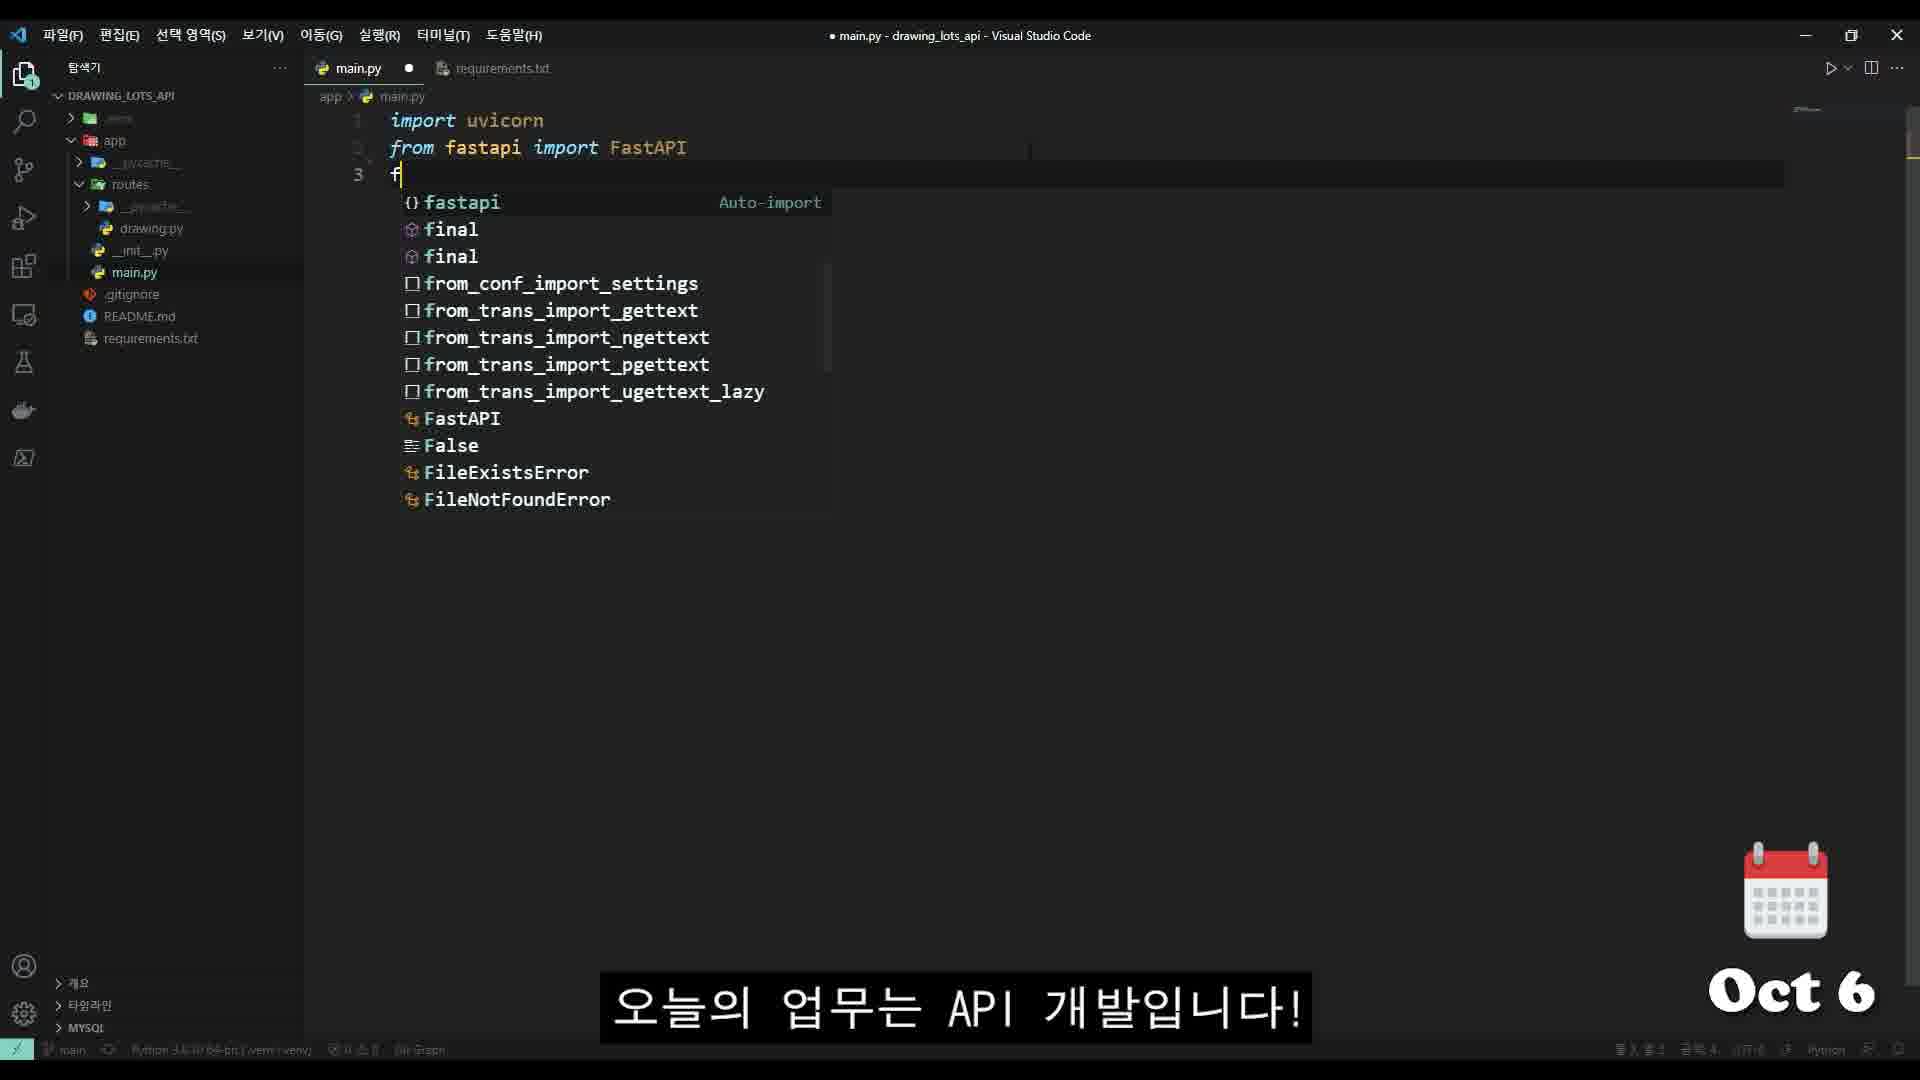 파일(F) 편집(E) 선택 영역(S) 보기(V) 이동(G) 실행(R) 터미널(T) 도움말(H)
● main.py - drawing_lots_api - Visual Studio Code
탐색기
main.py
requirements.txt
DRAWING_LOTS_API
app > main.py
app
__pycache__
routes
__pycache__
drawing.py
__init__.py
main.py
.gitignore
README.md
requirements.txt
1 import uvicorn
2 from fastapi import FastAPI
3 f
fastapi Auto-import
final
final
from_conf_import_settings
from_trans_import_gettext
from_trans_import_ngettext
from_trans_import_pgettext
from_trans_import_ugettext_lazy
FastAPI
False
FileExistsError
FileNotFoundError
개요
타임라인
MYSQL
오늘의 업무는 API 개발입니다!
Oct 6
main
Git Graph
Python